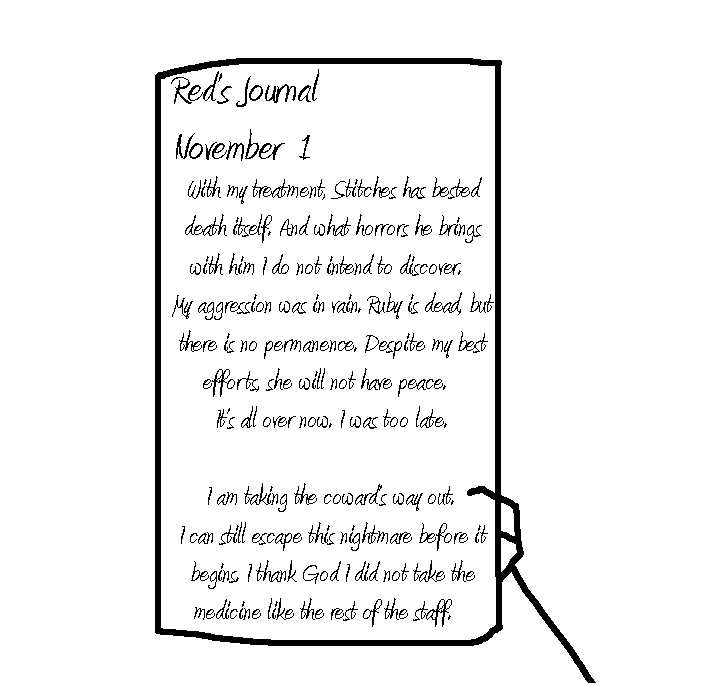 Red's Journal
November 1
With my treatment, Stitches has bested
death itself. And what horrors he brings
with him I do not intend to discover.
My aggression was in vain. Ruby is dead, but
there is no permanence. Despite my best
efforts, she will not have peace.
It's all over now. I was too late.
I am taking the coward's way out.
I can still escape this nightmare before it
begins. I thank God I did not take the
medicine like the rest of the staff.